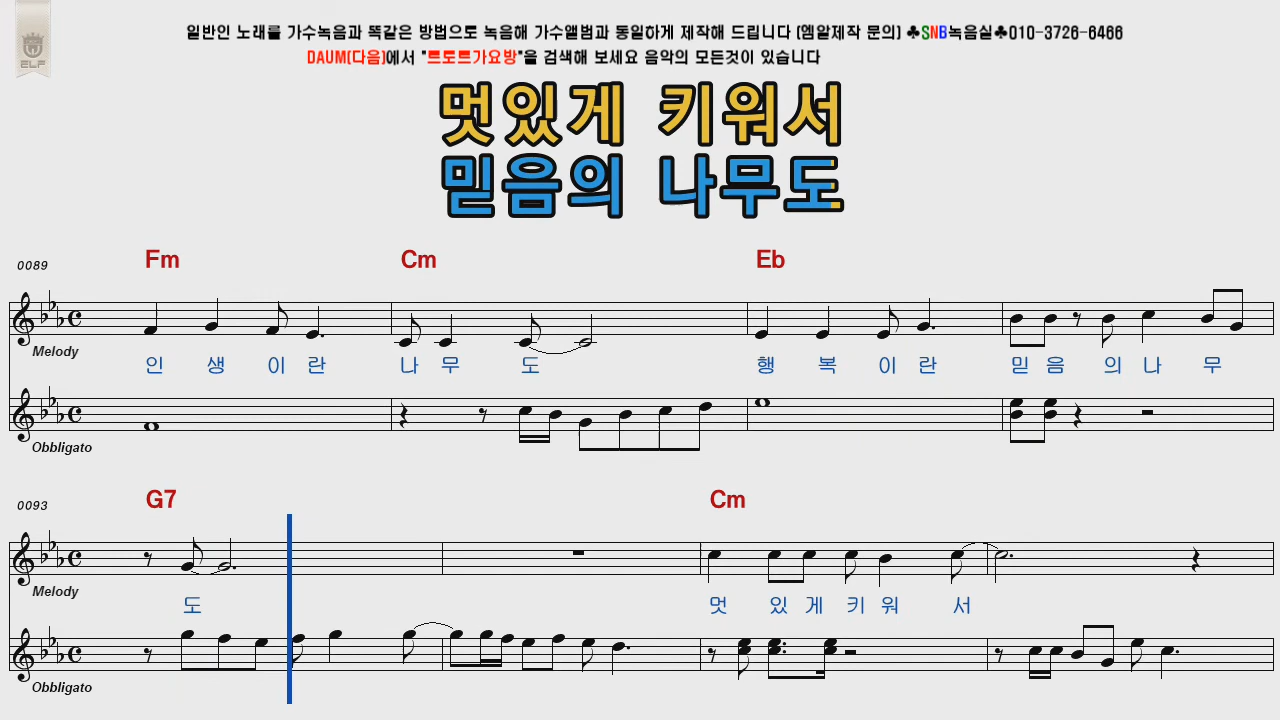 ELF
일반인 노래를 가수녹음과 똑같은 방법으로 녹음해 가수앨범과 동일하게 제작해 드립니다 (엠알제작 문의) ♣SNB녹음실♣010-3726-6466
DAUM(다음)에서 "트로트가요방"을 검색해 보세요 음악의 모든것이 있습니다
멋있게 키워서
믿음의 나무도
0089 Fm Cm Eb
Melody
인 생 이 란 나 무 도 행 복 이 란 믿 음 의 나 무
Obbligato
0093 G7 Cm
Melody
도 멋 있 게 키 워 서
Obbligato